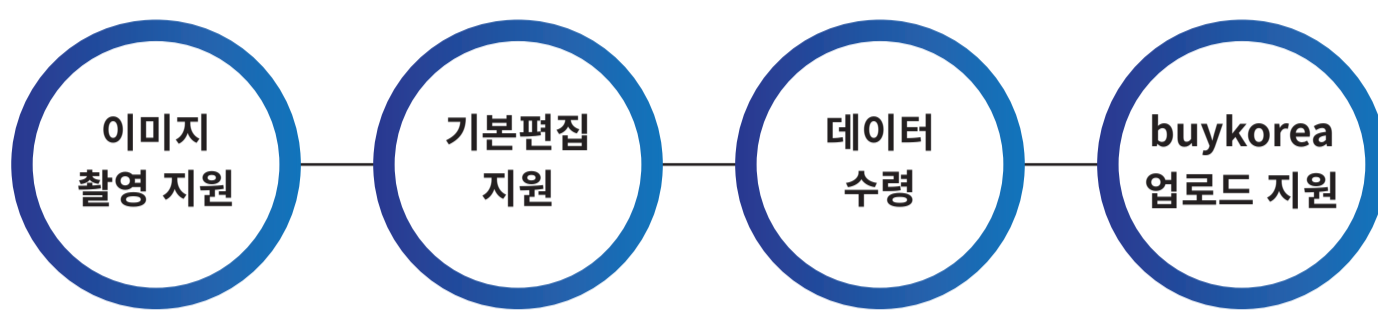 이미지
촬영 지원
기본편집
지원
데이터
수령
buykorea
업로드 지원